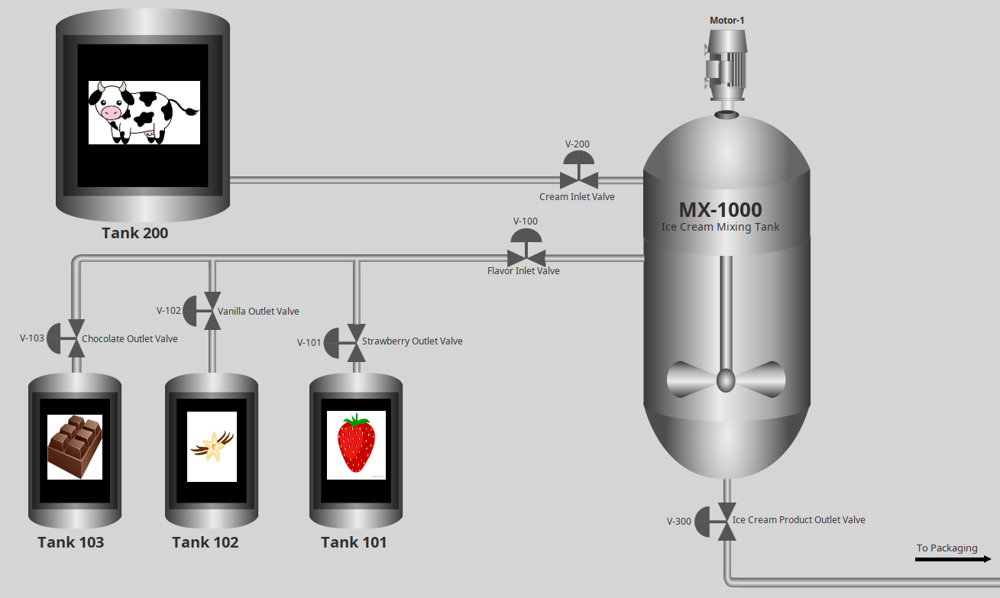 Motor-1
V-200
Cream Inlet Valve
MX-1000
Ice Cream Mixing Tank
Tank 200
V-100
Flavor Inlet Valve
V-102
Vanilla Outlet Valve
V-103
Chocolate Outlet Valve
V-101
Strawberry Outlet Valve
Tank 103
Tank 102
Tank 101
V-300
Ice Cream Product Outlet Valve
To Packaging